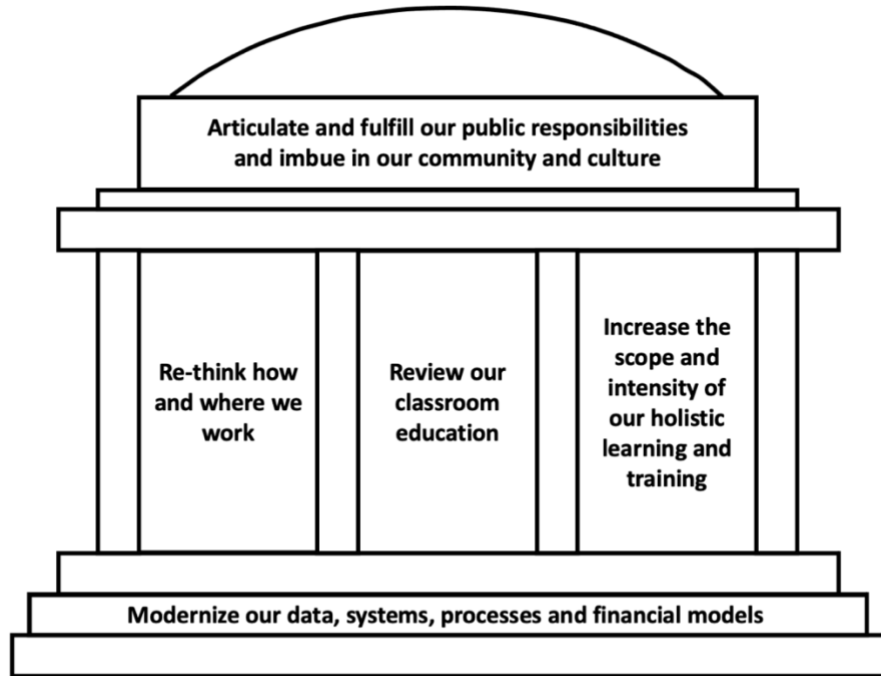 Articulate and fulfill our public responsibilities
and imbue in our community and culture
Re-think how
and where we
work
Review our
classroom
education
Increase the
scope and
intensity of
our holistic
learning and
training
Modernize our data, systems, processes and financial models